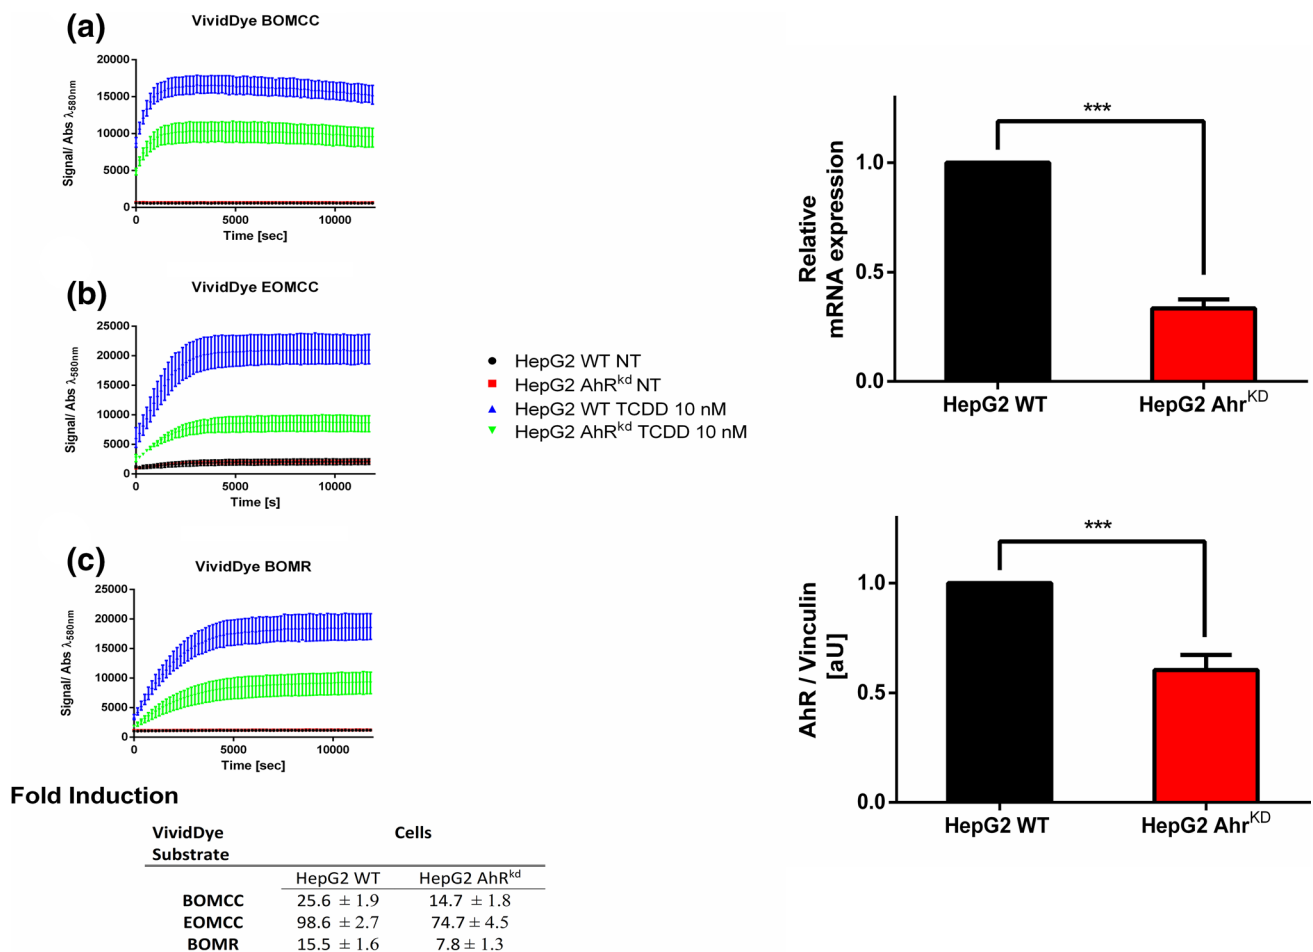 (a)
VividDye BOMCC
Signal/ Abs λ580nm
20000
15000
10000
5000
0
0 5000 10000
Time [sec]
(b)
VividDye EOMCC
Signal/ Abs λ580nm
25000
20000
15000
10000
5000
0
0 5000 10000
Time [s]
HepG2 WT NT
HepG2 AhRkd NT
HepG2 WT TCDD 10 nM
HepG2 AhRkd TCDD 10 nM
(c)
VividDye BOMR
Signal/ Abs λ580nm
25000
20000
15000
10000
5000
0
0 5000 10000
Time [sec]
Fold Induction
VividDye Cells
Substrate
HepG2 WT HepG2 AhRkd
BOMCC 25.6 ± 1.9 14.7 ± 1.8
EOMCC 98.6 ± 2.7 74.7 ± 4.5
BOMR 15.5 ± 1.6 7.8 ± 1.3
***
Relative
mRNA expression
1.0
0.5
0.0
HepG2 WT HepG2 AhrKD
***
AhR / Vinculin
[aU]
1.0
0.5
0.0
HepG2 WT HepG2 AhrKD